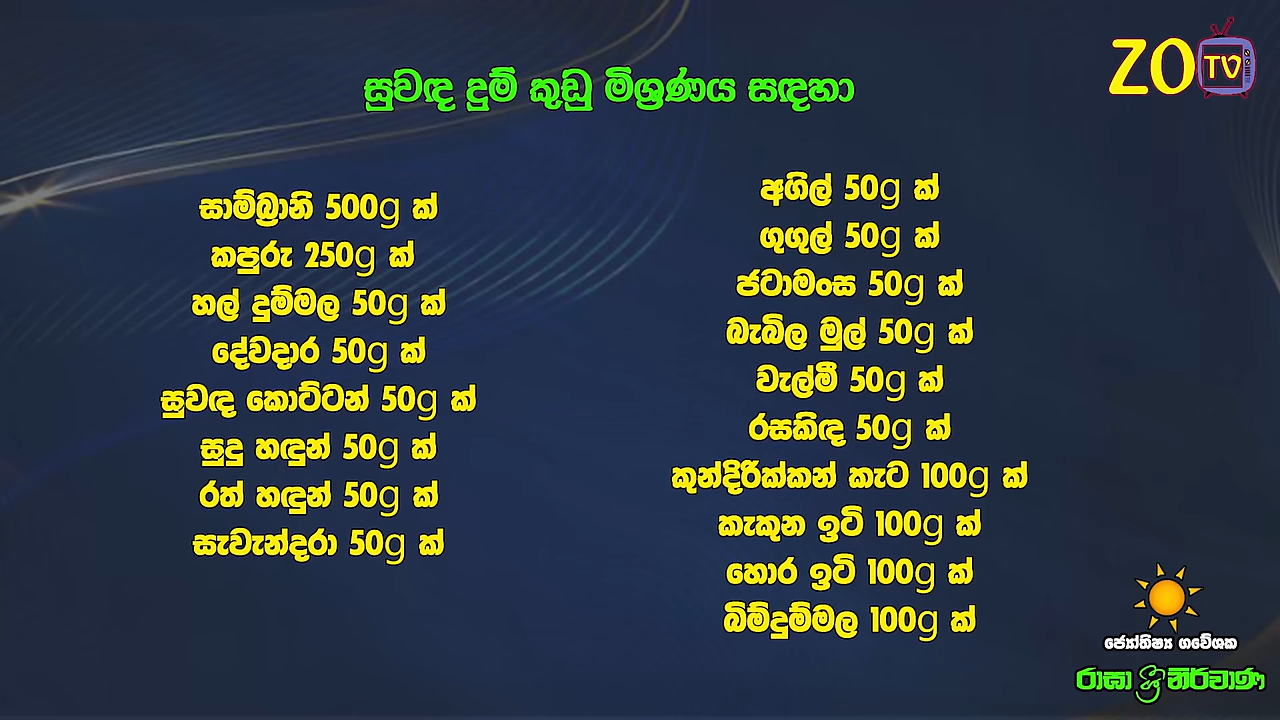 ZO TV
සුවඳ දුම් කුඩු මිශ්‍රණය සඳහා
සාම්බ්‍රානි 500g ක්
කපුරු 250g ක්
හල් දුම්මල 50g ක්
දේවදාර 50g ක්
සුවඳ කොට්ටන් 50g ක්
සුදු හඳුන් 50g ක්
රත් හඳුන් 50g ක්
සැවැන්දරා 50g ක්
අගිල් 50g ක්
ගුගුල් 50g ක්
ජටාමංස 50g ක්
බැබිල මුල් 50g ක්
වැල්මී 50g ක්
රසකිඳ 50g ක්
කුන්දිරික්කන් කැට 100g ක්
කැකුන ඉටි 100g ක්
හොර ඉටි 100g ක්
බිම්දුම්මල 100g ක්
ජ්‍යෝතිෂ්‍ය ගවේශක
රාඝා ශ්‍රී නිර්වාණ